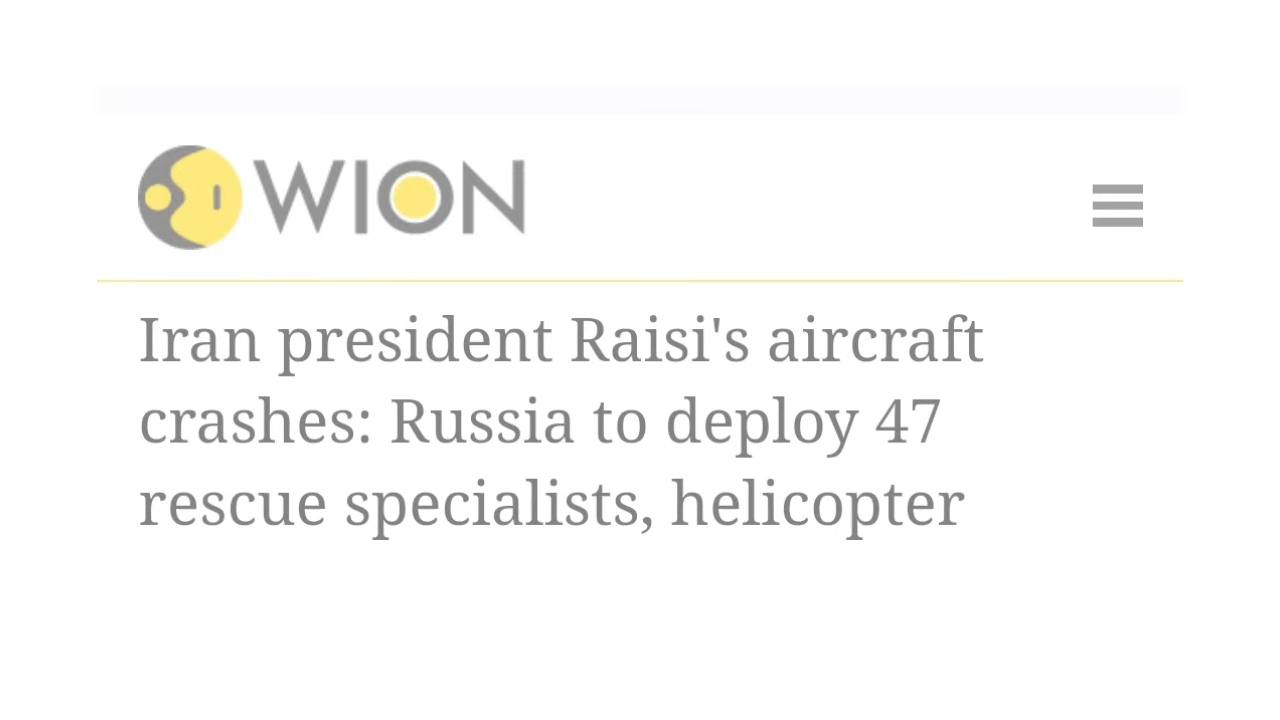 WION
Iran president Raisi's aircraft
crashes: Russia to deploy 47
rescue specialists, helicopter